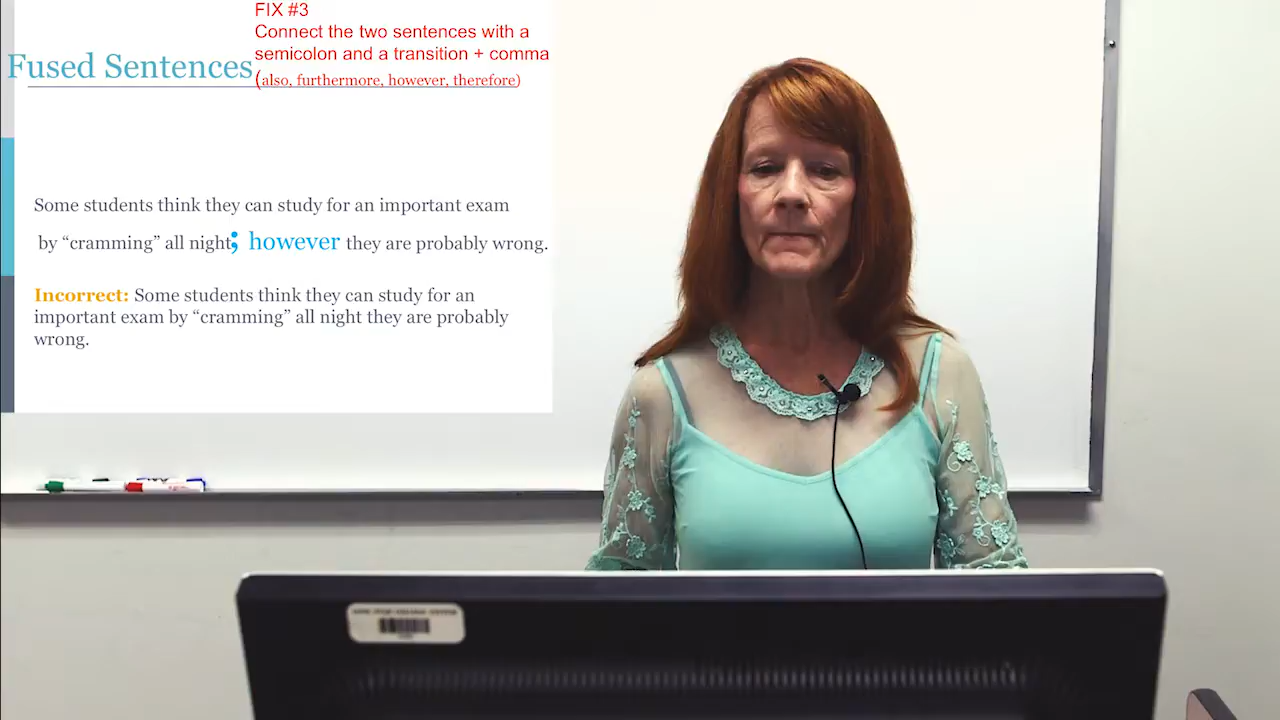 FIX #3
Connect the two sentences with a
semicolon and a transition + comma
(also, furthermore, however, therefore)
Fused Sentences
Some students think they can study for an important exam
by “cramming” all night; however they are probably wrong.
Incorrect: Some students think they can study for an
important exam by “cramming” all night they are probably
wrong.